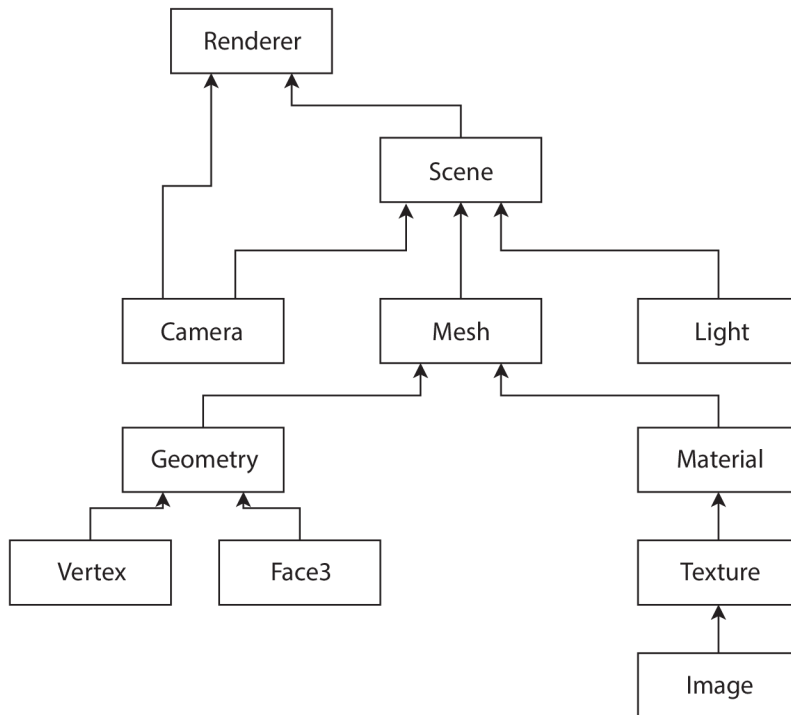 Renderer
Scene
Camera
Mesh
Light
Geometry
Material
Vertex
Face3
Texture
Image